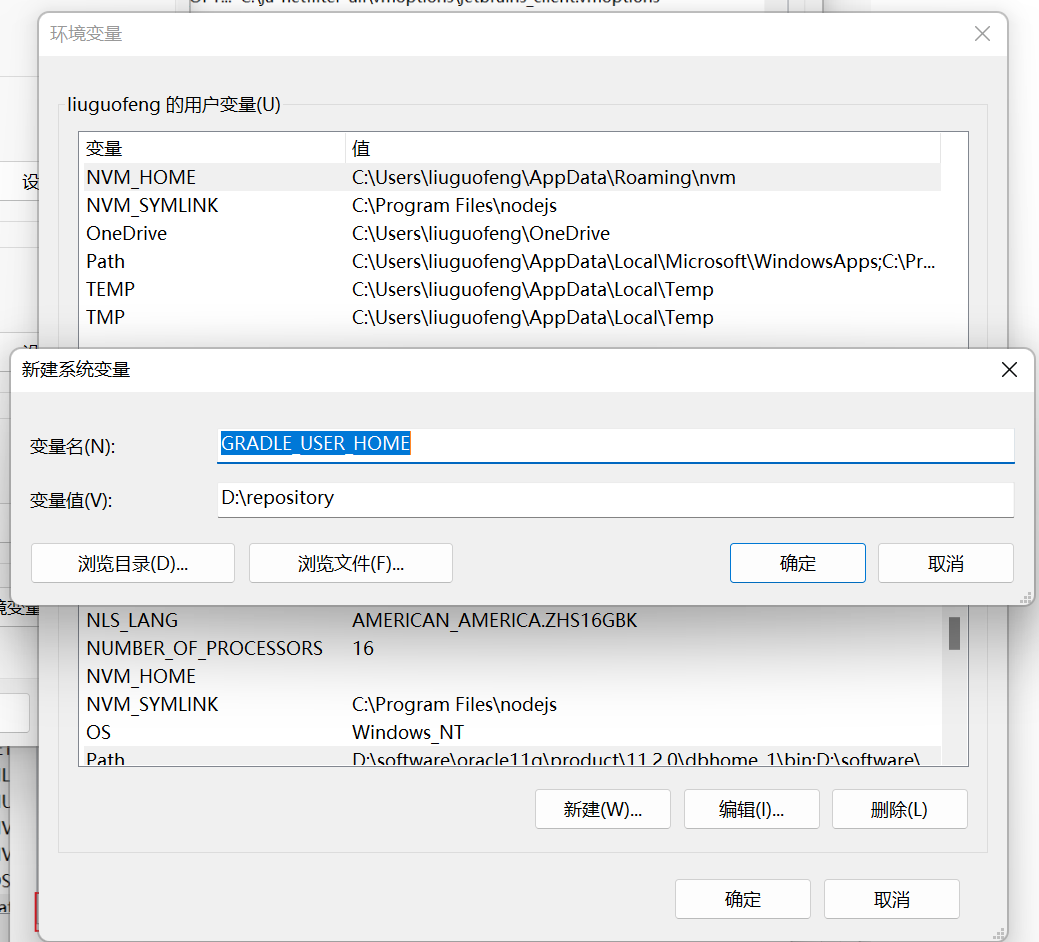 环境变量
liuguofeng 的用户变量(U)
变量 值
NVM_HOME C:\Users\liuguofeng\AppData\Roaming\nvm
NVM_SYMLINK C:\Program Files\nodejs
OneDrive C:\Users\liuguofeng\OneDrive
Path C:\Users\liuguofeng\AppData\Local\Microsoft\WindowsApps;C:\Pr...
TEMP C:\Users\liuguofeng\AppData\Local\Temp
TMP C:\Users\liuguofeng\AppData\Local\Temp
设
新建系统变量
变量名(N): GRADLE_USER_HOME
变量值(V): D:\repository
浏览目录(D)... 浏览文件(F)... 确定 取消
境变量
NLS_LANG AMERICAN_AMERICA.ZHS16GBK
NUMBER_OF_PROCESSORS 16
NVM_HOME
NVM_SYMLINK C:\Program Files\nodejs
OS Windows_NT
Path D:\software\oracle11g\product\11.2.0\dbhome_1\bin;D:\software\
新建(W)... 编辑(I)... 删除(L)
确定 取消